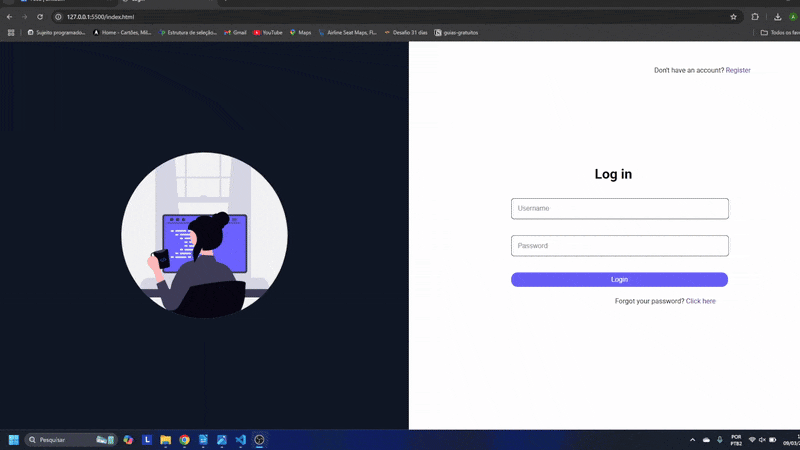 127.0.0.1:5500/index.html
Sujeito programad... Home - Cartões, Mil... Estrutura de seleção... Gmail YouTube Maps Airline Seat Maps, Fl... Desafio 31 dias guias-gratuitos Todos os fav
Don't have an account? Register
Log in
Username
Password
Login
Forgot your password? Click here
Pesquisar
POR
PTB2
09/03/2